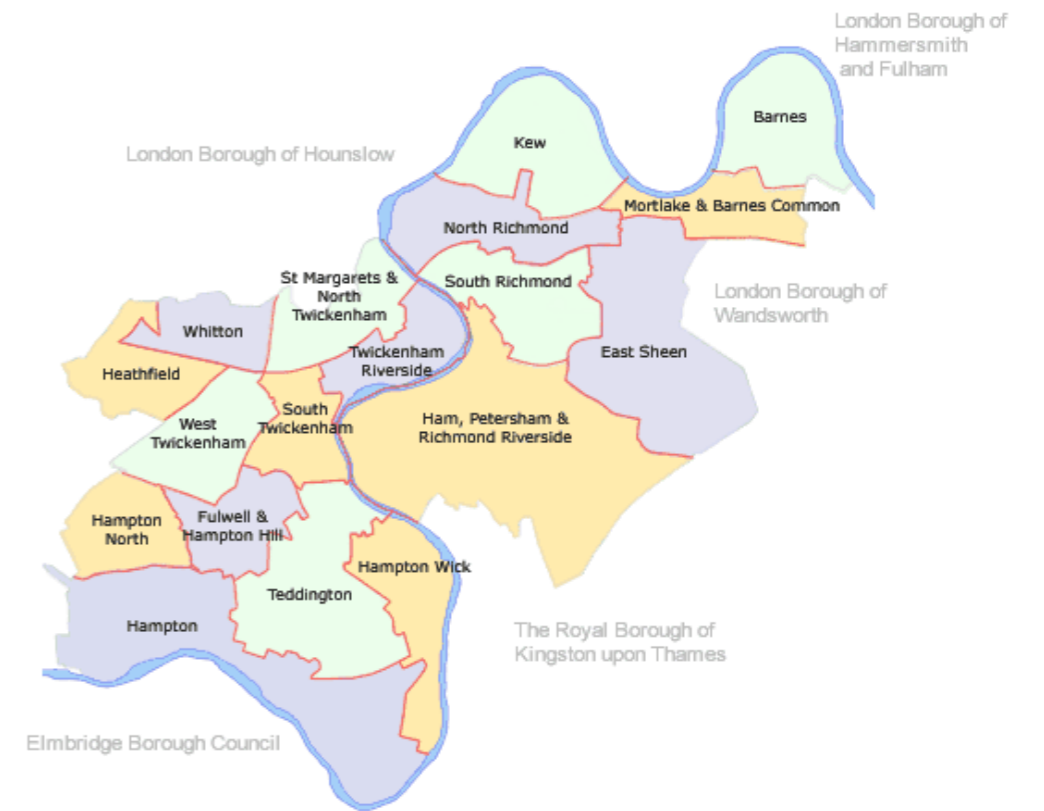 London Borough of
Hammersmith
and Fulham
Barnes
Kew
London Borough of Hounslow
Mortlake & Barnes Common
North Richmond
St Margarets &
North
Twickenham
South Richmond
London Borough of
Wandsworth
Whitton
Twickenham
Riverside
East Sheen
Heathfield
South
Twickenham
West
Twickenham
Ham, Petersham &
Richmond Riverside
Hampton
North
Fulwell &
Hampton Hill
Hampton Wick
Teddington
Hampton
The Royal Borough of
Kingston upon Thames
Elmbridge Borough Council